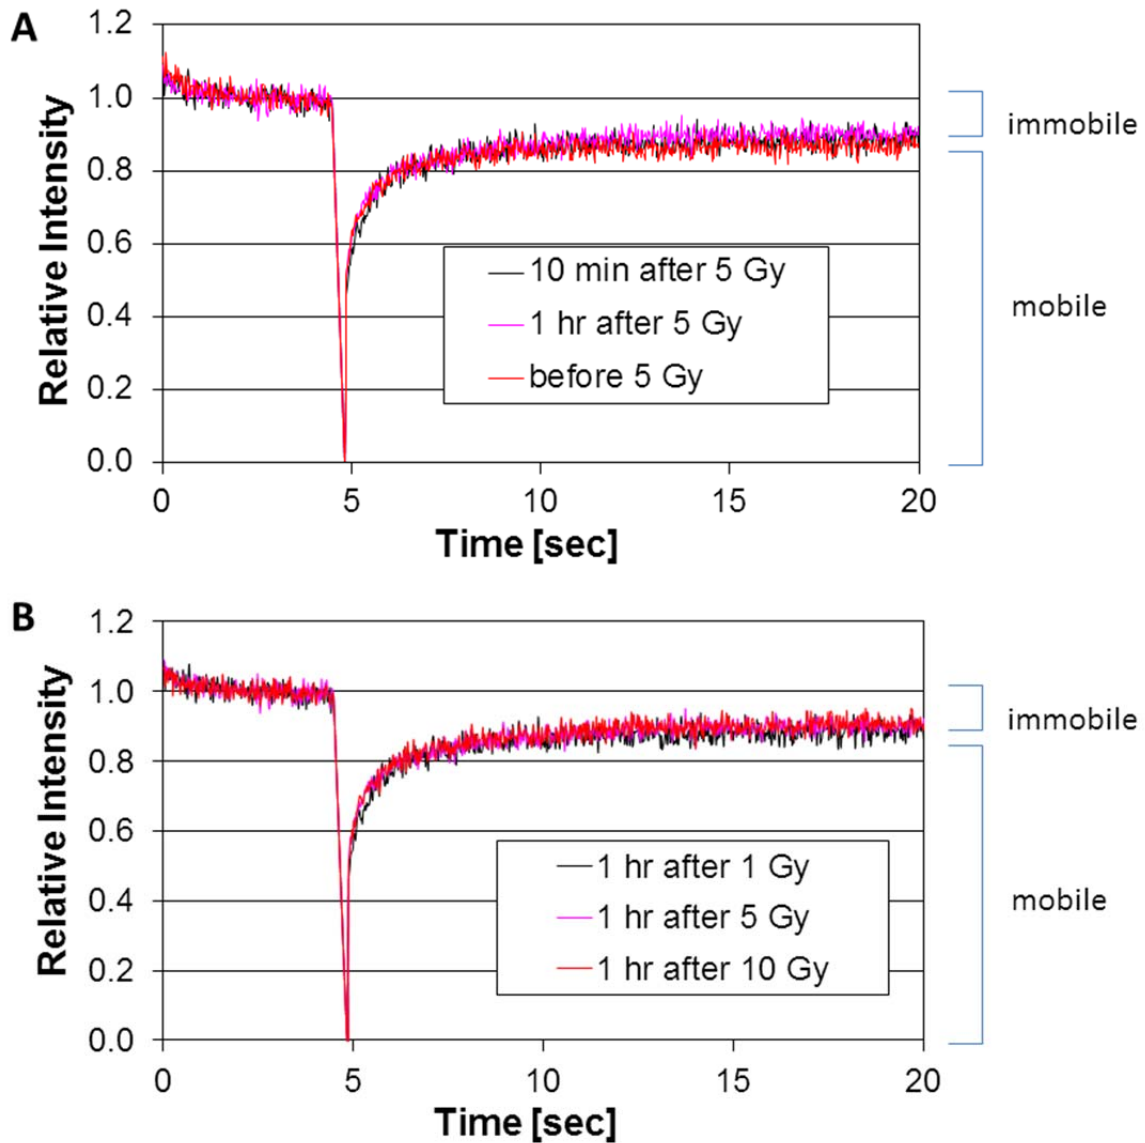 A
1.2
1.0
0.8
0.6
0.4
0.2
0.0
Relative Intensity
10 min after 5 Gy
1 hr after 5 Gy
before 5 Gy
immobile
mobile
0 5 10 15 20
Time [sec]
B
1.2
1.0
0.8
0.6
0.4
0.2
0.0
Relative Intensity
1 hr after 1 Gy
1 hr after 5 Gy
1 hr after 10 Gy
immobile
mobile
0 5 10 15 20
Time [sec]